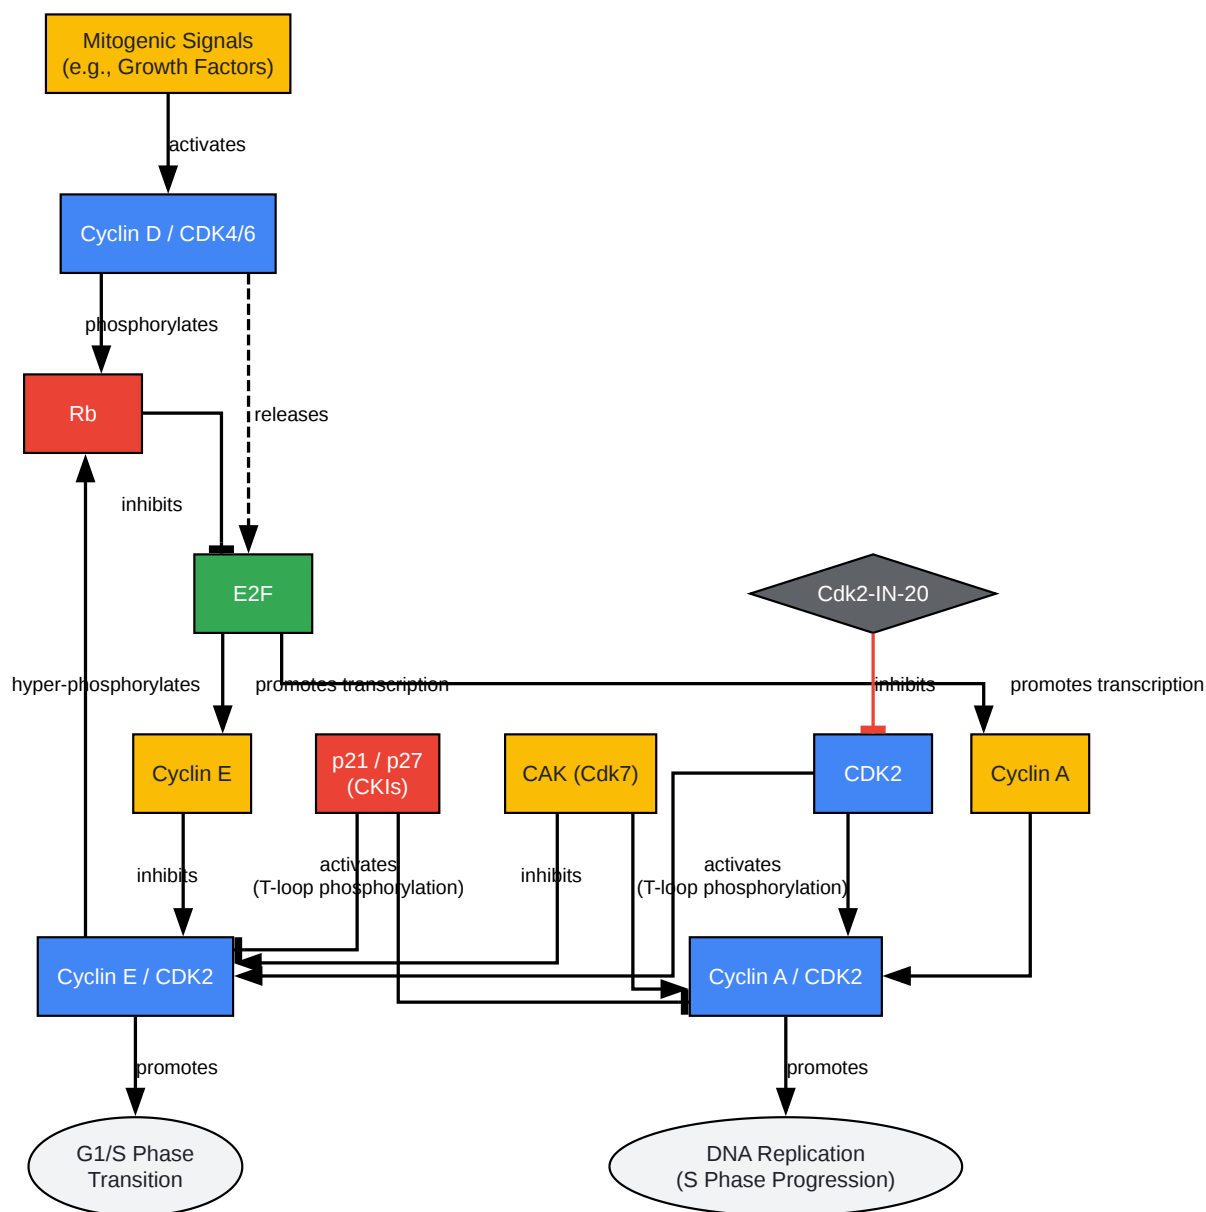 Mitogenic Signals
(e.g., Growth Factors)
activates
Cyclin D / CDK4/6
phosphorylates
Rb
releases
inhibits
E2F
Cdk2-IN-20
hyper-phosphorylates
promotes transcription
inhibits
promotes transcription
Cyclin E
p21 / p27
(CKIs)
CAK (Cdk7)
CDK2
Cyclin A
inhibits
activates
(T-loop phosphorylation)
inhibits
activates
(T-loop phosphorylation)
Cyclin E / CDK2
Cyclin A / CDK2
promotes
promotes
G1/S Phase
Transition
DNA Replication
(S Phase Progression)